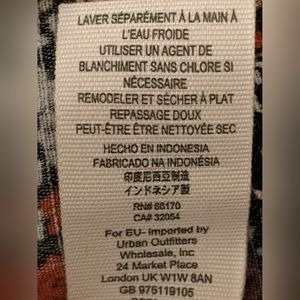 LAVER SÉPARÉMENT À LA MAIN À
L'EAU FROIDE
UTILISER UN AGENT DE
BLANCHIMENT SANS CHLORE SI
NÉCESSAIRE
REMODELER ET SÉCHER À PLAT
REPASSAGE DOUX
PEUT-ÊTRE ÊTRE NETTOYÉE SEC
HECHO EN INDONESIA
FABRICADO NA INDONÉSIA
印度尼西亚制造
インドネシア製
RN# 66170
CA# 32054
For EU- imported by
Urban Outfitters
Wholesale, Inc
24 Market Place
London UK W1W 8AN
GB 975119105